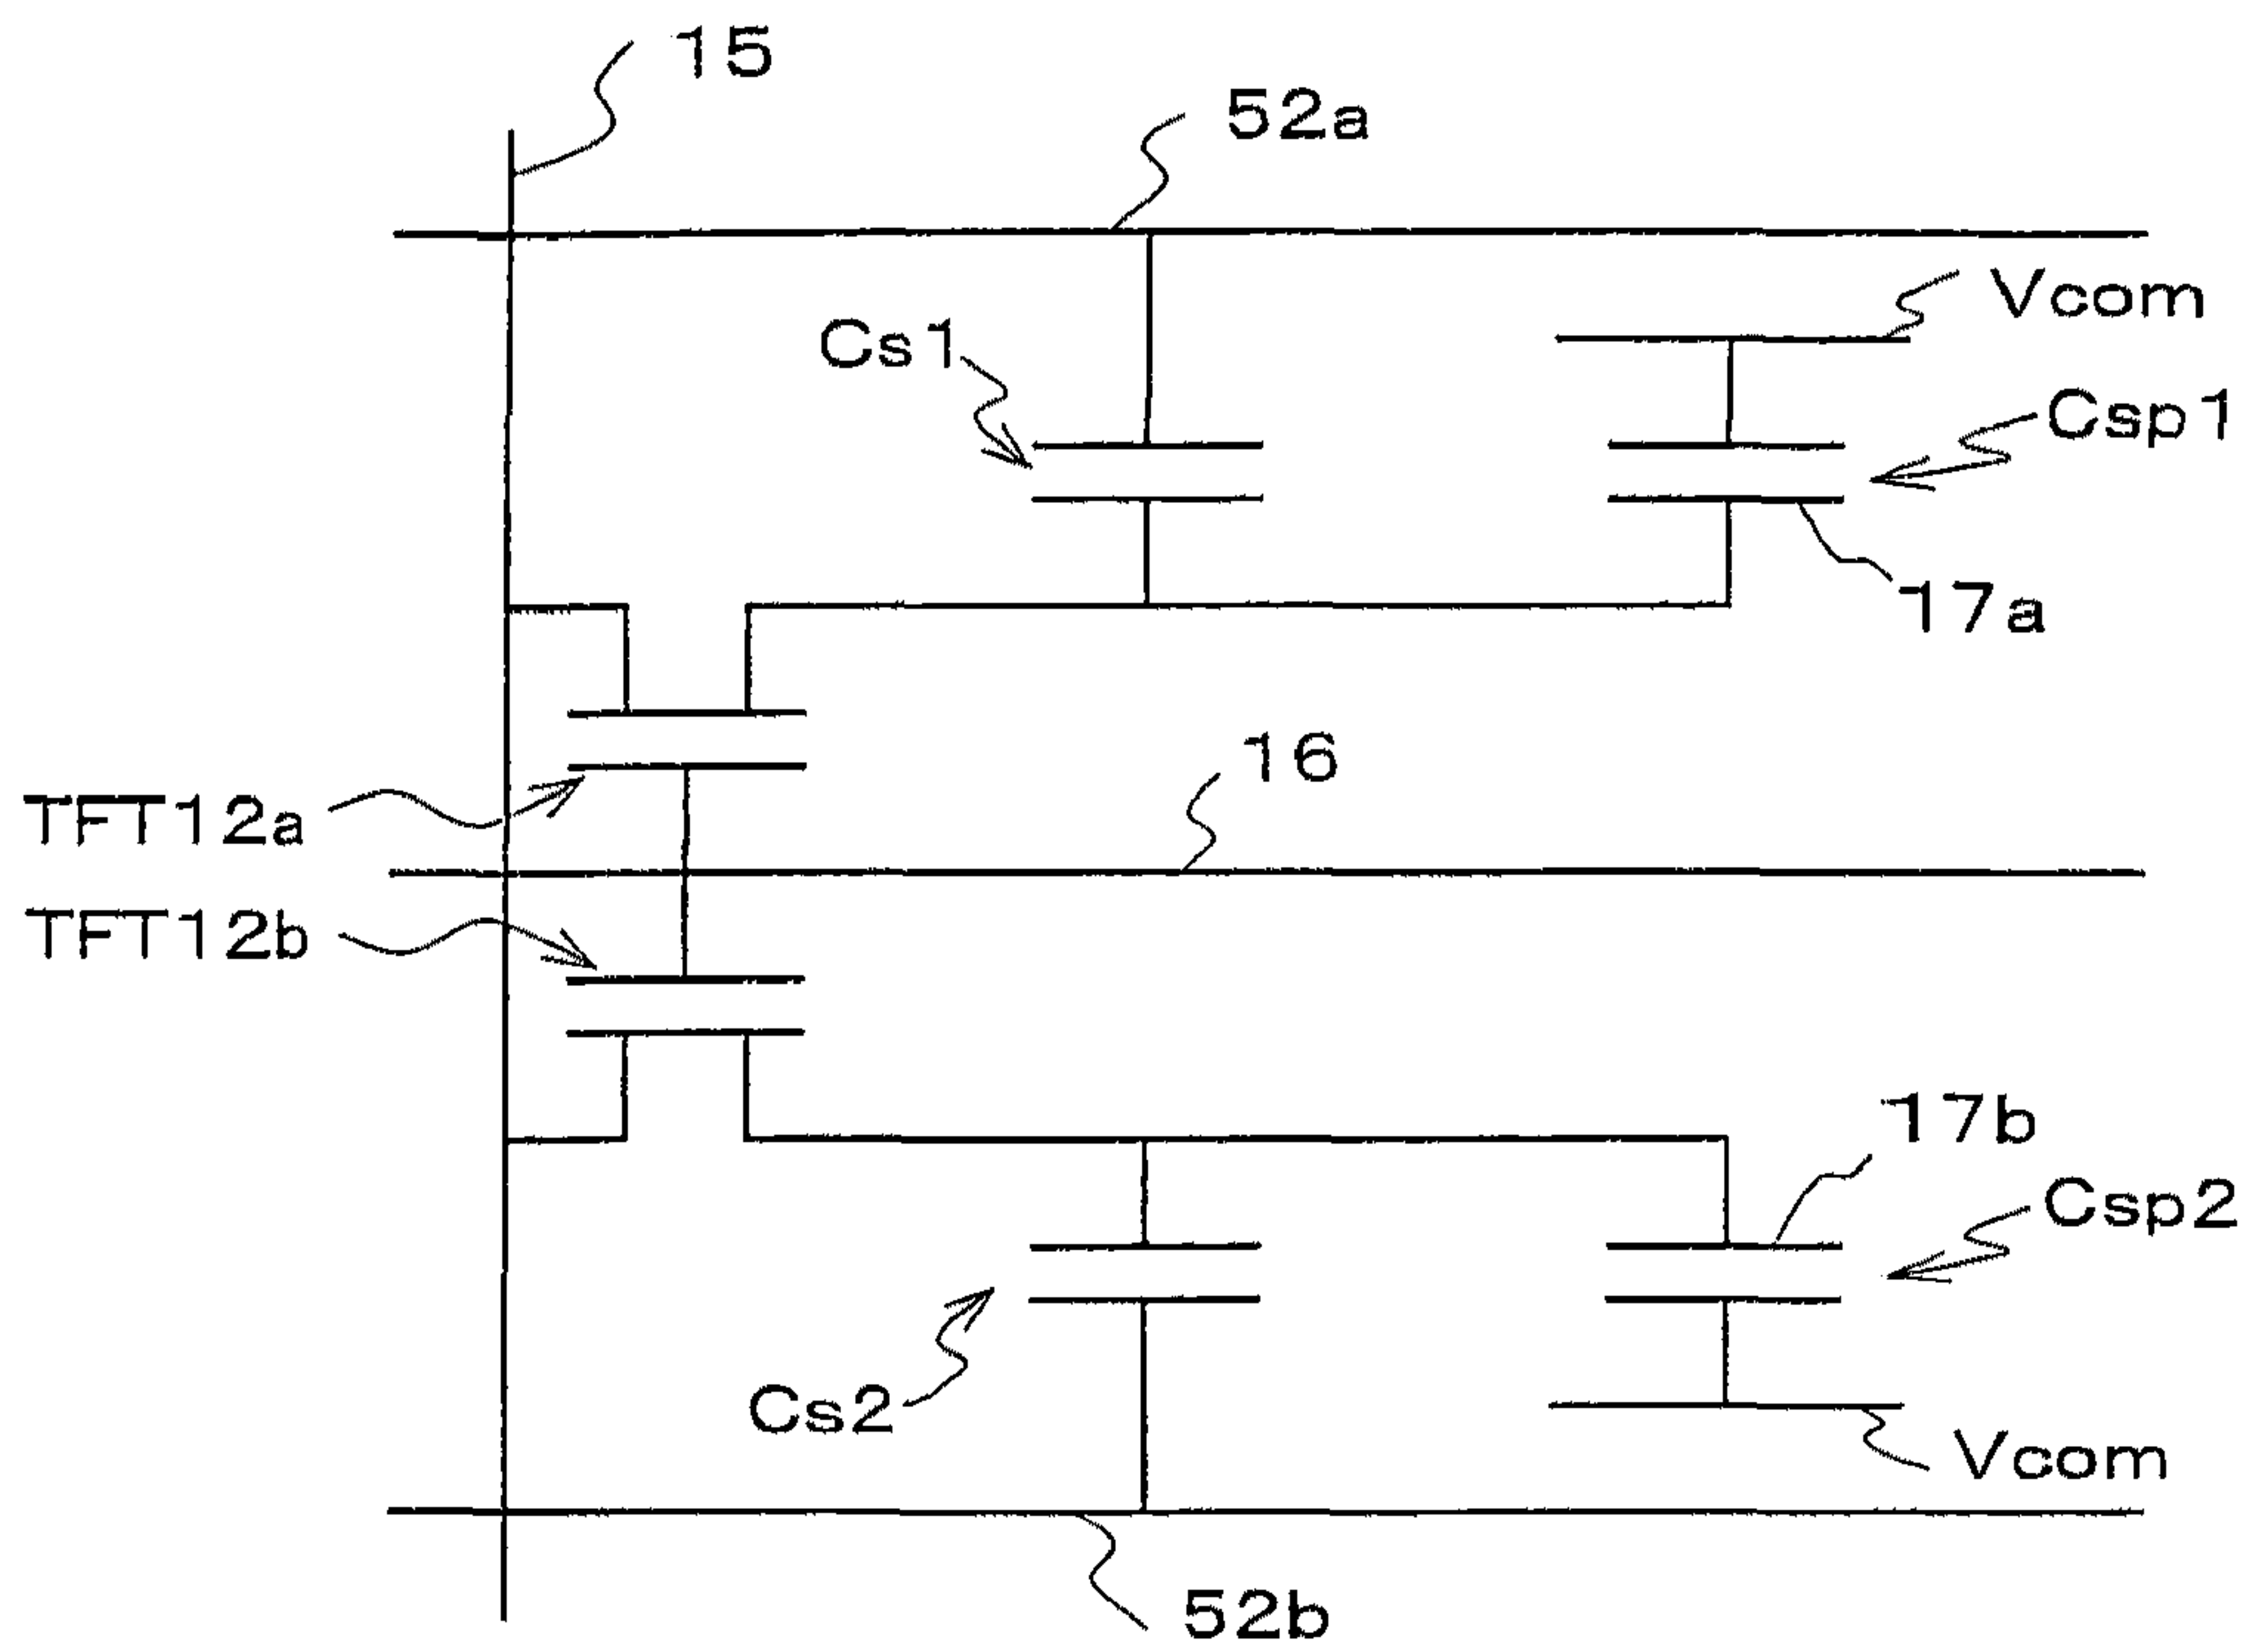 15
52a
Vcom
Cs1
Csp1
17a
16
TFT12a
TFT12b
17b
Csp2
Cs2
Vcom
52b